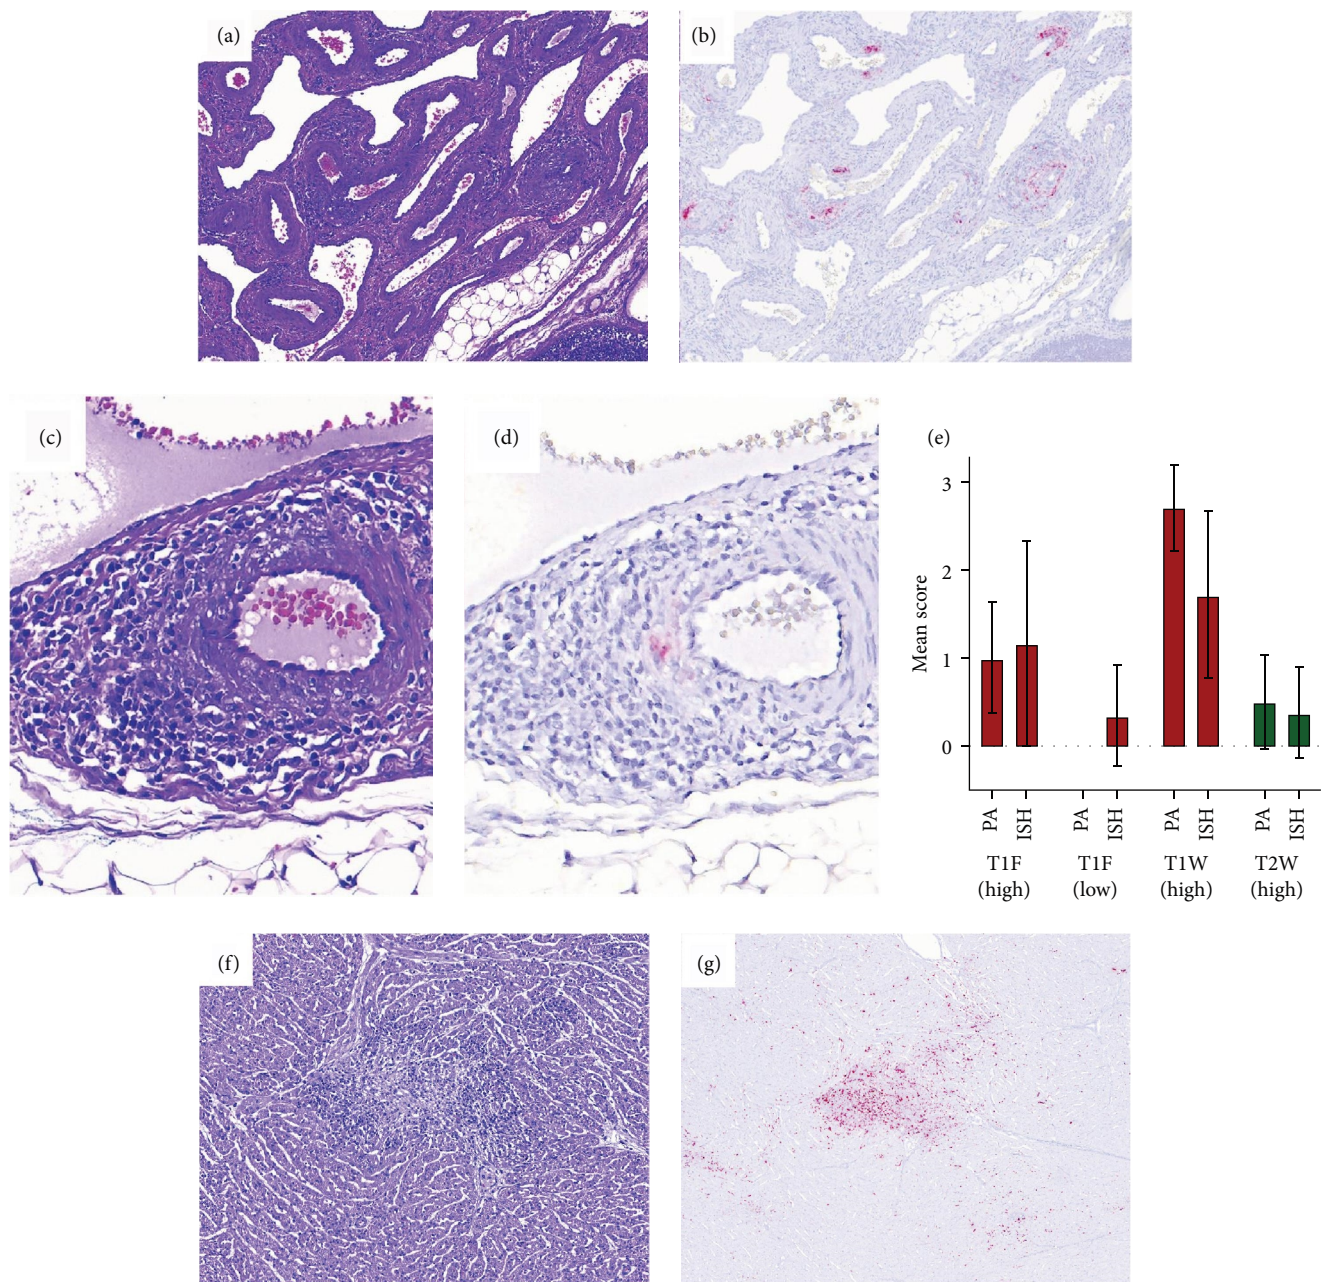 (a)
(b)
(c)
(d)
(e)
3
2
1
0
Mean score
PA
ISH
PA
ISH
PA
ISH
PA
ISH
T1F
(high)
T1F
(low)
T1W
(high)
T2W
(high)
(f)
(g)